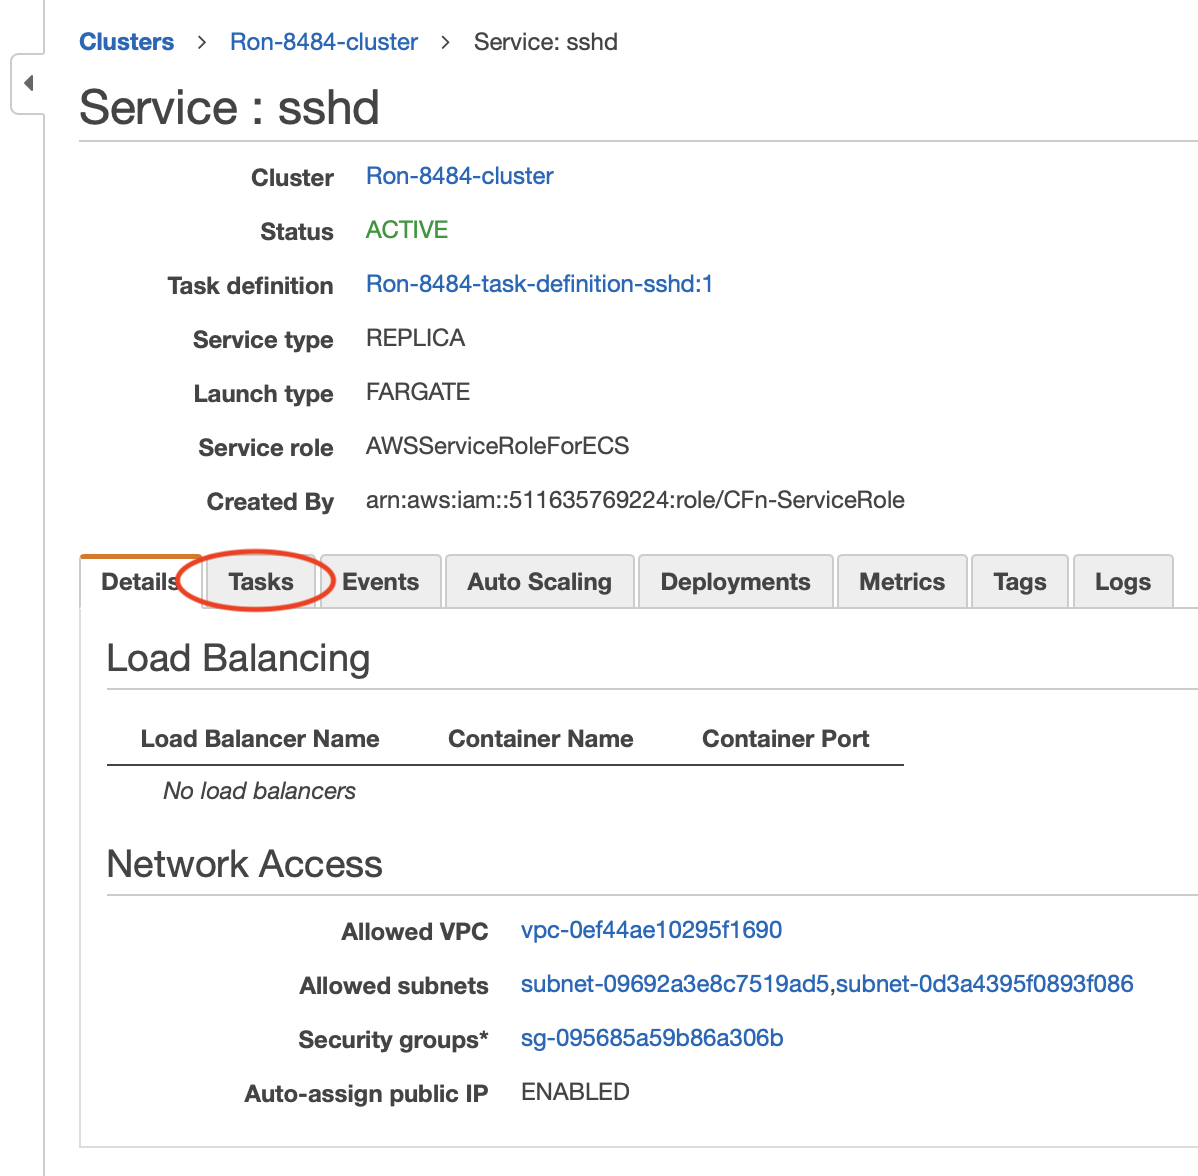 Clusters > Ron-8484-cluster > Service: sshd
Service : sshd
Cluster Ron-8484-cluster
Status ACTIVE
Task definition Ron-8484-task-definition-sshd:1
Service type REPLICA
Launch type FARGATE
Service role AWSServiceRoleForECS
Created By arn:aws:iam::511635769224:role/CFn-ServiceRole
Details Tasks Events Auto Scaling Deployments Metrics Tags Logs
Load Balancing
Load Balancer Name Container Name Container Port
No load balancers
Network Access
Allowed VPC vpc-0ef44ae10295f1690
Allowed subnets subnet-09692a3e8c7519ad5,subnet-0d3a4395f0893f086
Security groups* sg-095685a59b86a306b
Auto-assign public IP ENABLED